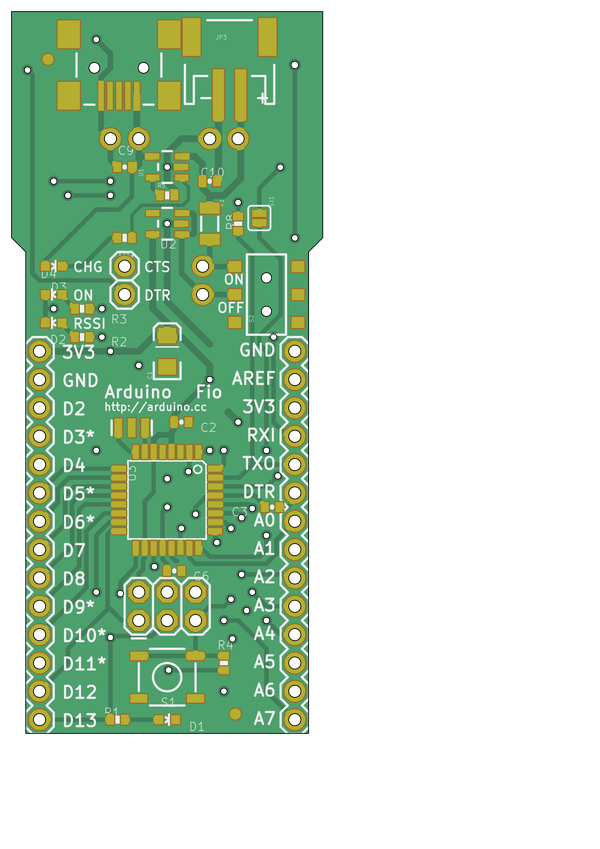 JP3
C9
C10
U2
R8
CHG
CTS
D4
ON
D3
ON
DTR
OFF
R3
RSSI
R2
D2
3V3
GND
GND
AREF
Arduino Fio
http://arduino.cc
D2
3V3
C2
D3*
RXI
D4
TXO
U3
D5*
DTR
C3
D6*
A0
D7
A1
D8
A2
C6
D9*
A3
D10*
A4
R4
D11*
A5
D12
A6
S1
R1
D13
A7
D1